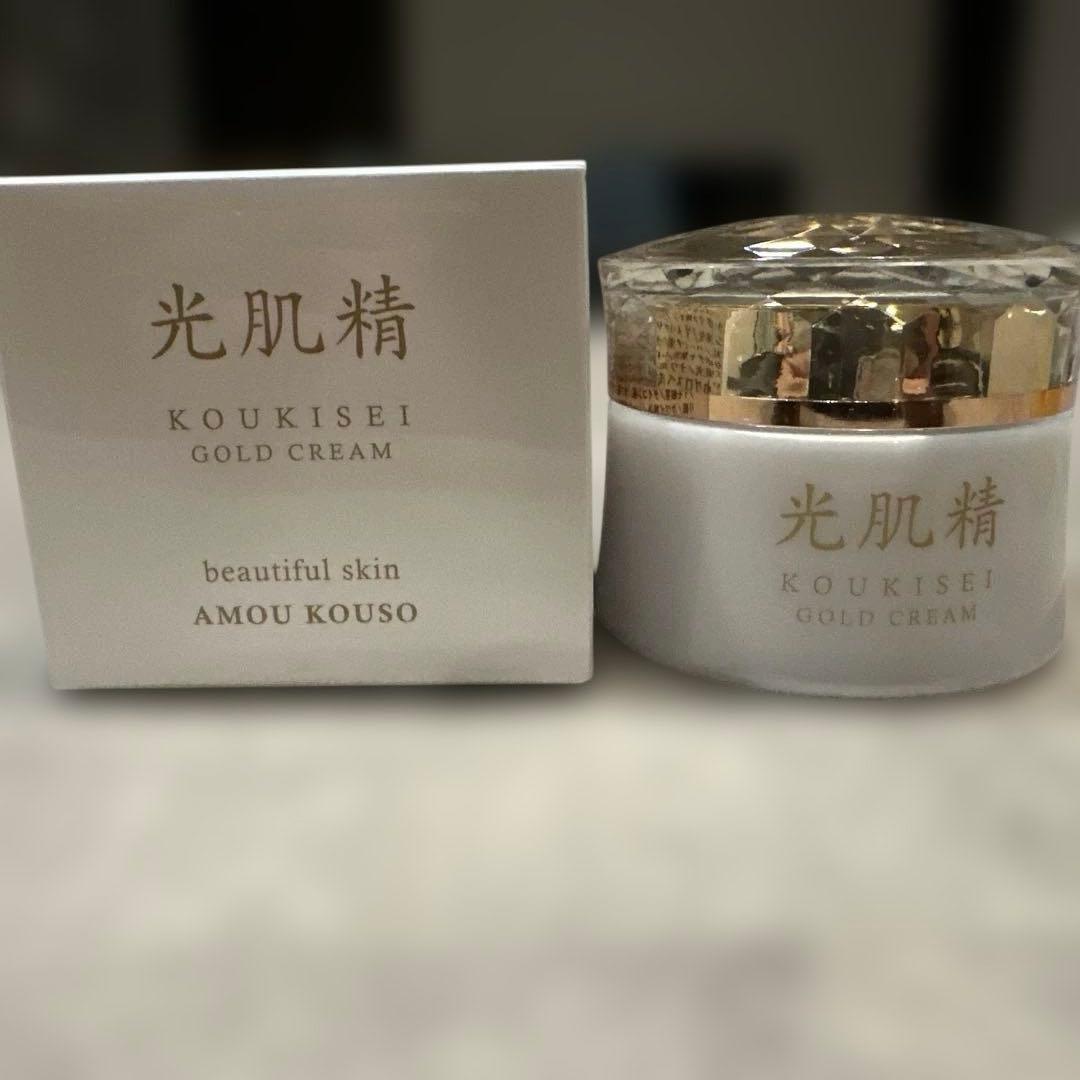 光肌精
KOUKISEI
GOLD CREAM
beautiful skin
AMOU KOUSO
光肌精
KOUKISEI
GOLD CREAM